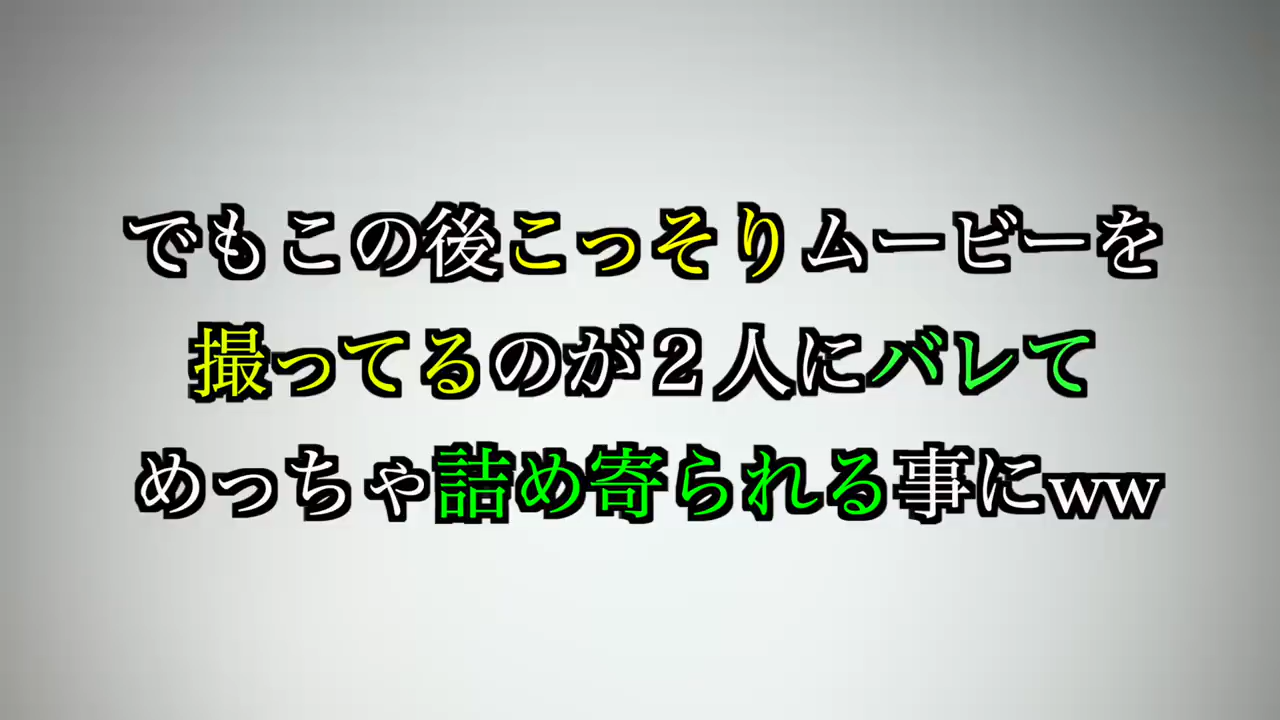 でもこの後こっそりムービーを
撮ってるのが２人にバレて
めっちゃ詰め寄られる事にww